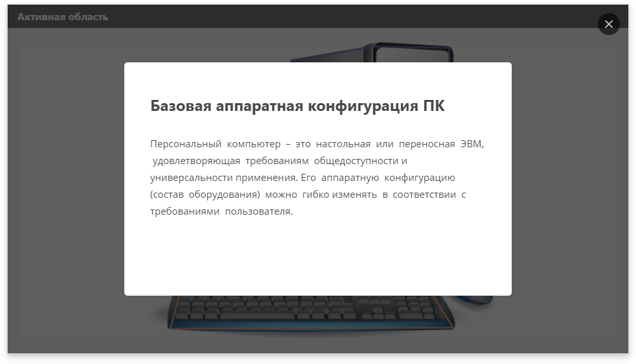 Активная область
Базовая аппаратная конфигурация ПК
Персональный компьютер – это настольная или переносная ЭВМ,
удовлетворяющая требованиям общедоступности и
универсальности применения. Его аппаратную конфигурацию
(состав оборудования) можно гибко изменять в соответствии с
требованиями пользователя.